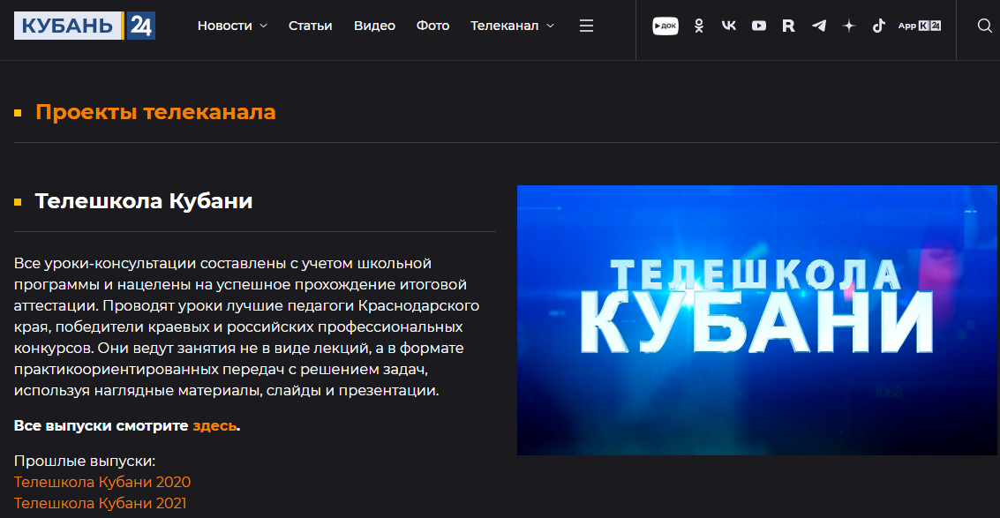 КУБАНЬ 24
Новости Статьи Видео Фото Телеканал
ДОК
App К 24
Проекты телеканала
Телешкола Кубани
Все уроки-консультации составлены с учетом школьной
программы и нацелены на успешное прохождение итоговой
аттестации. Проводят уроки лучшие педагоги Краснодарского
края, победители краевых и российских профессиональных
конкурсов. Они ведут занятия не в виде лекций, а в формате
практикоориентированных передач с решением задач,
используя наглядные материалы, слайды и презентации.
Все выпуски смотрите здесь.
Прошлые выпуски:
Телешкола Кубани 2020
Телешкола Кубани 2021
ТЕЛЕШКОЛА
КУБАНИ
1068